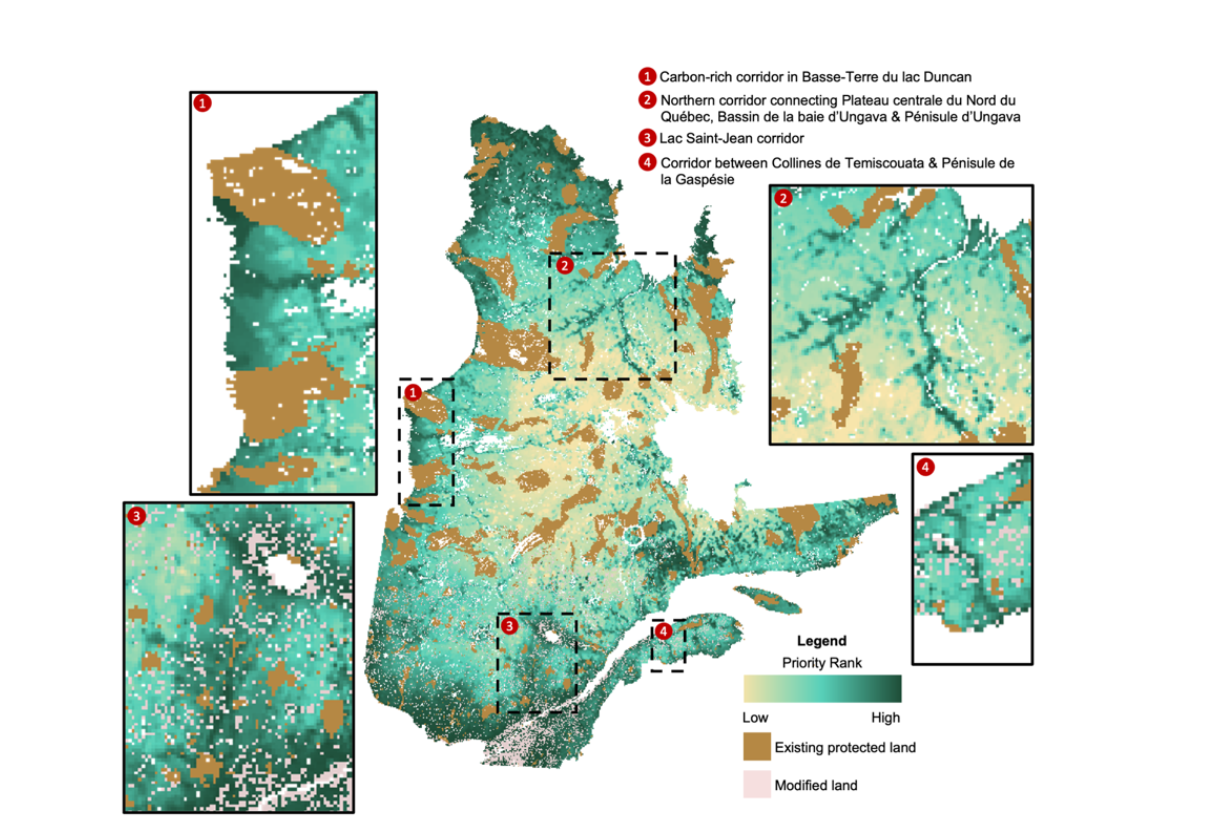 1 Carbon-rich corridor in Basse-Terre du lac Duncan
2 Northern corridor connecting Plateau centrale du Nord du
Québec, Bassin de la baie d'Ungava & Pénisule d'Ungava
3 Lac Saint-Jean corridor
4 Corridor between Collines de Temiscouata & Pénisule de
la Gaspésie
1
2
3
4
1
2
3
4
Legend
Priority Rank
Low High
Existing protected land
Modified land